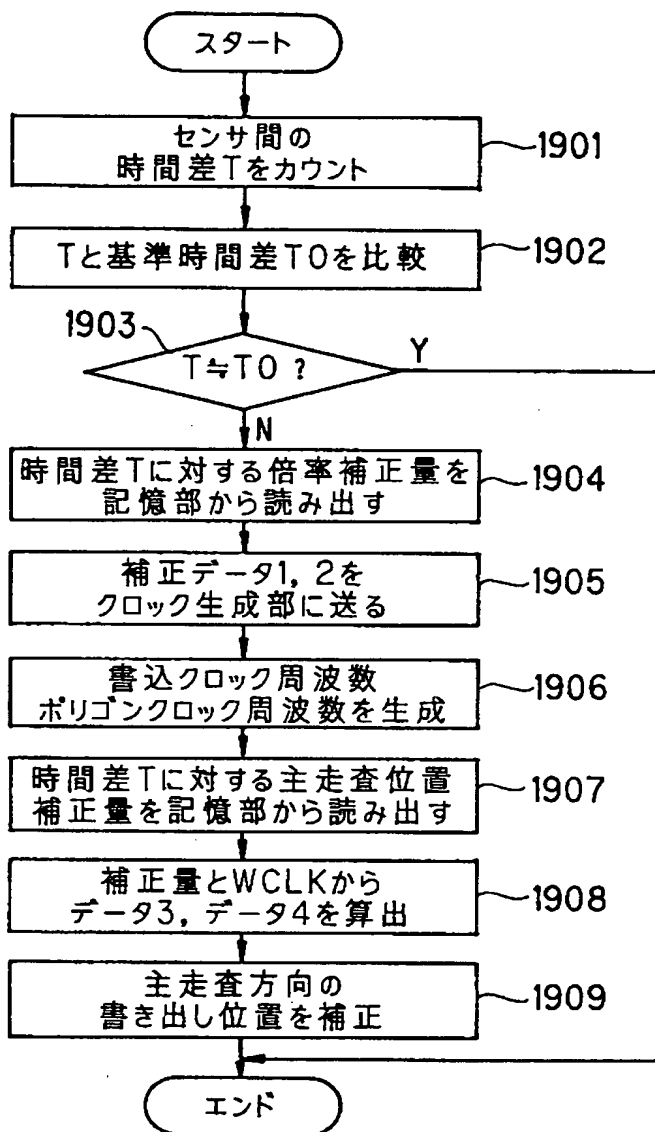 スタート
センサ間の
時間差Tをカウント
1901
Tと基準時間差T0を比較
1902
1903
T≒T0 ?
Y
N
時間差Tに対する倍率補正量を
記憶部から読み出す
1904
補正データ1, 2を
クロック生成部に送る
1905
書込クロック周波数
ポリゴンクロック周波数を生成
1906
時間差Tに対する主走査位置
補正量を記憶部から読み出す
1907
補正量とWCLKから
データ3, データ4を算出
1908
主走査方向の
書き出し位置を補正
1909
エンド